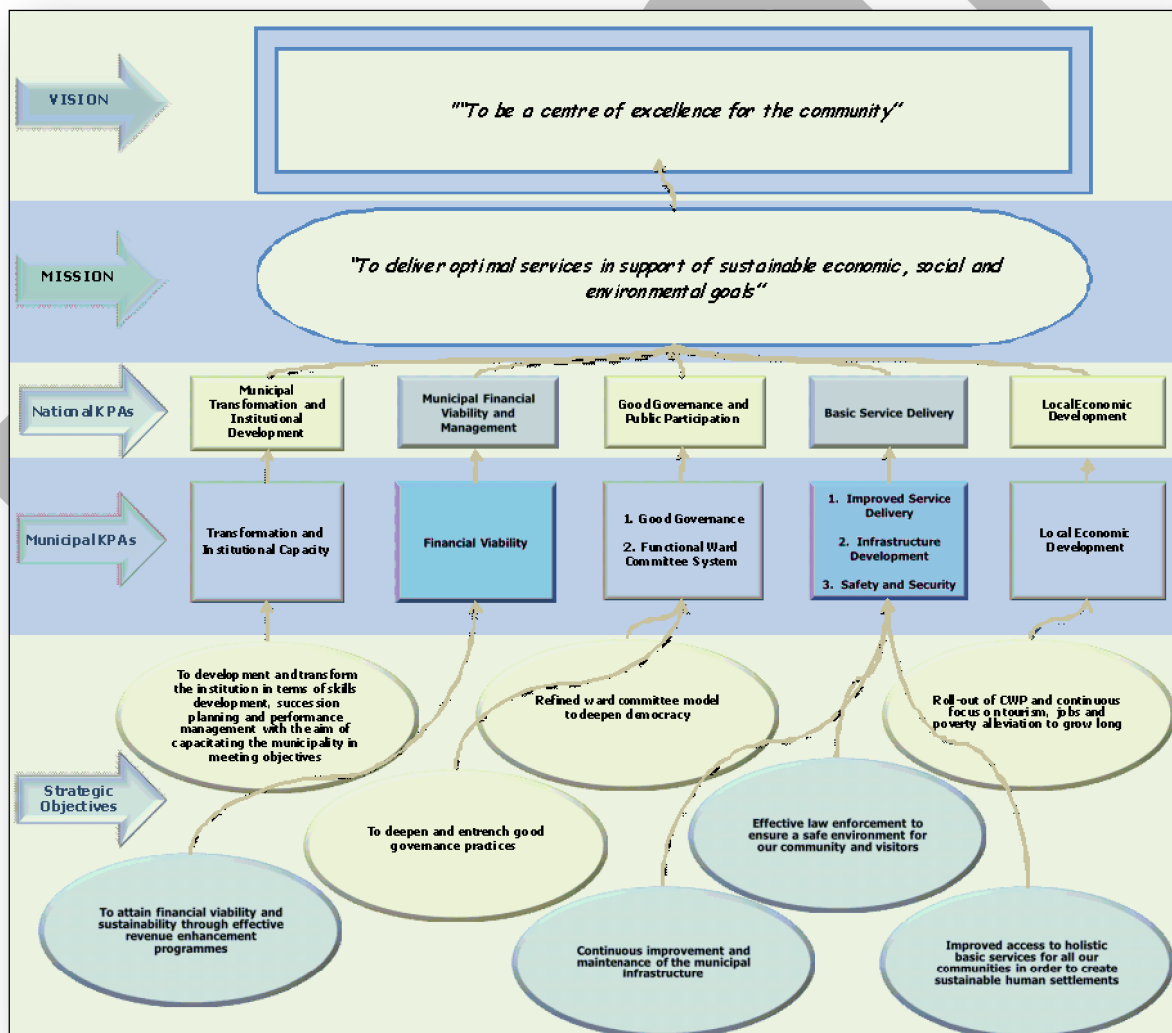 VISION
""To be a centre of excellence for the community"
MISSION
"To deliver optimal services in support of sustainable economic, social and
environmental goals"
National KPAs
Municipal
Transformation and
Institutional
Development
Municipal Financial
Viability and
Management
Good Governance and
Public Participation
Basic Service Delivery
Local Economic
Development
Municipal KPAs
Transformation and
Institutional Capacity
Financial Viability
1. Good Governance
2. Functional Ward
Committee System
1. Improved Service
Delivery
2. Infrastructure
Development
3. Safety and Security
Local Economic
Development
Strategic
Objectives
To development and transform
the institution in terms of skills
development, succession
planning and performance
management with the aim of
capacitating the municipality in
meeting objectives
Refined ward committee model
to deepen democracy
Roll-out of CWP and continuous
focus on tourism, jobs and
poverty alleviation to grow long
To deepen and entrench good
governance practices
Effective law enforcement to
ensure a safe environment for
our community and visitors
To attain financial viability and
sustainability through effective
revenue enhancement
programmes
Continuous improvement and
maintenance of the municipal
infrastructure
Improved access to holistic
basic services for all our
communities in order to create
sustainable human settlements